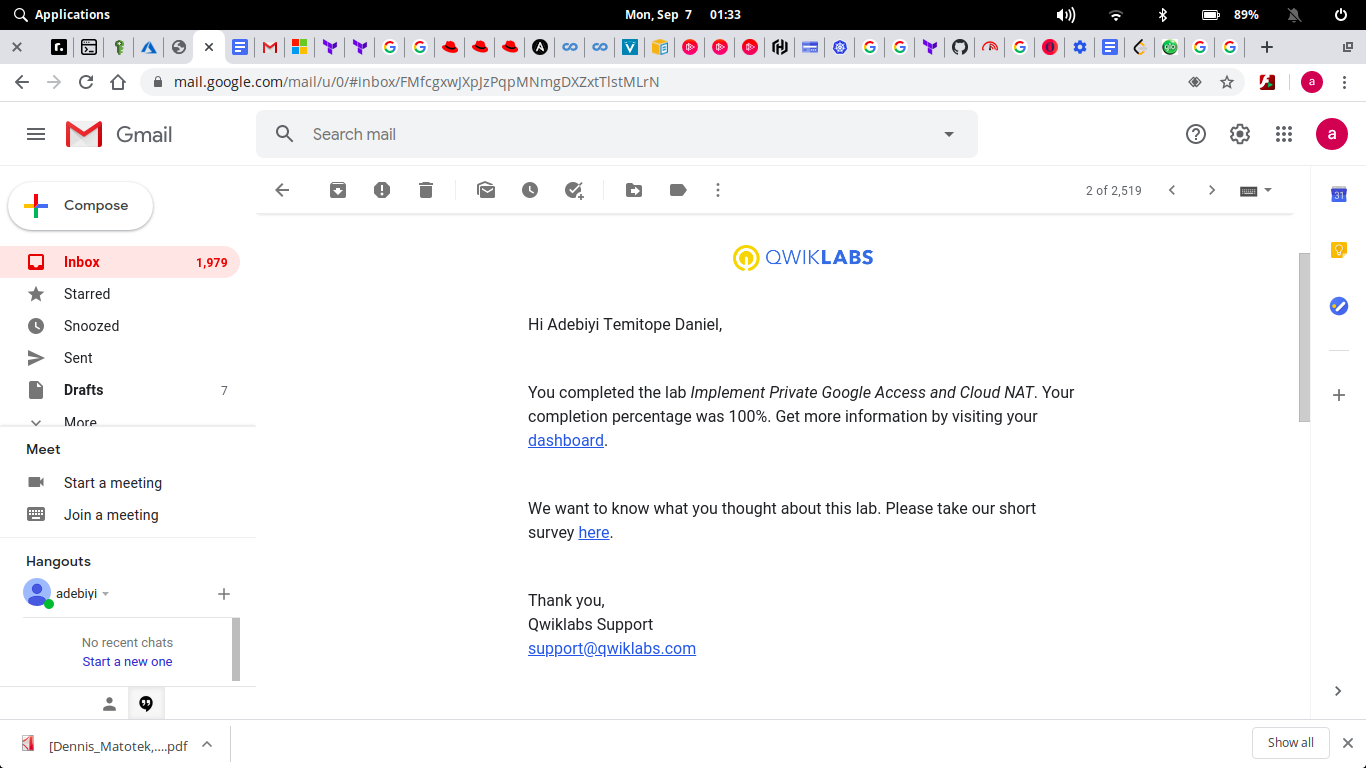 Applications
Mon, Sep 7 01:33
89%
mail.google.com/mail/u/0/#inbox/FMfcgxwJXpJzPqpMNmgDXZxtTlstMLrN
a
Gmail
Search mail
a
Compose
2 of 2,519
31
Inbox 1,979
Starred
Snoozed
Sent
Drafts 7
More
Meet
Start a meeting
Join a meeting
Hangouts
adebiyi
No recent chats
Start a new one
QWIKLABS
Hi Adebiyi Temitope Daniel,
You completed the lab Implement Private Google Access and Cloud NAT. Your
completion percentage was 100%. Get more information by visiting your
dashboard.
We want to know what you thought about this lab. Please take our short
survey here.
Thank you,
Qwiklabs Support
support@qwiklabs.com
[Dennis_Matotek,....pdf
Show all